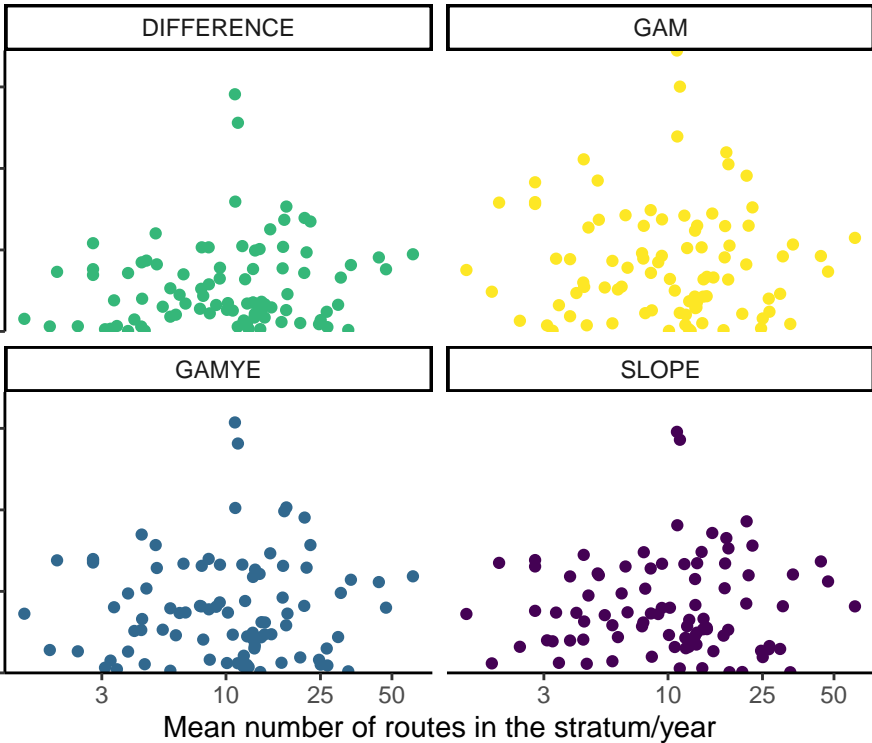 DIFFERENCE GAM
GAMYE SLOPE
3 10 25 50 3 10 25 50
Mean number of routes in the stratum/year